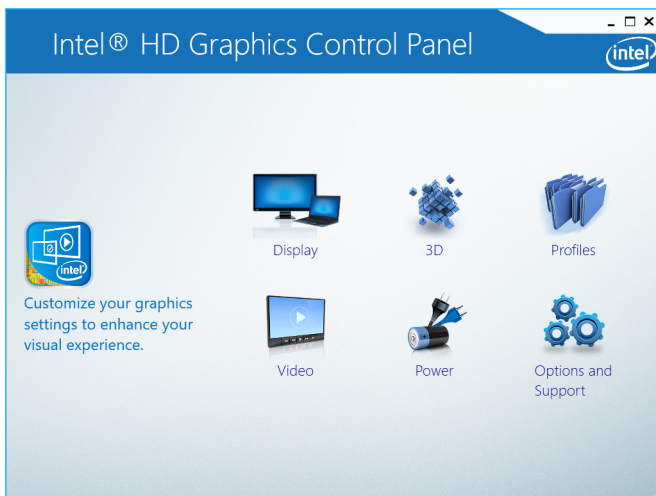 Intel® HD Graphics Control Panel
intel
Display
3D
Profiles
intel
Customize your graphics
settings to enhance your
visual experience.
Video
Power
Options and
Support